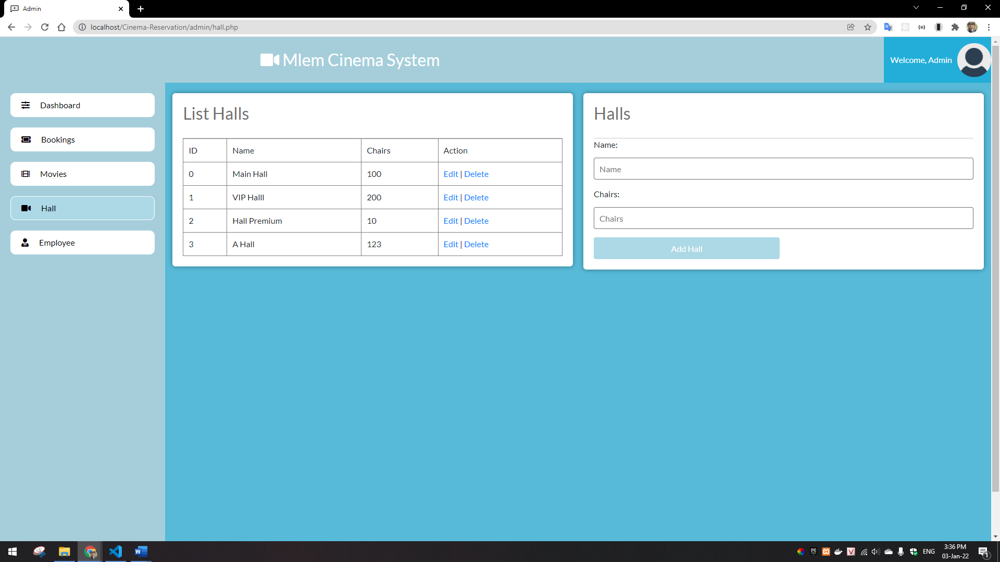 Admin
localhost/Cinema-Reservation/admin/hall.php
Mlem Cinema System
Welcome, Admin
Dashboard
Bookings
Movies
Hall
Employee
List Halls
ID Name Chairs Action
0 Main Hall 100 Edit | Delete
1 VIP Halll 200 Edit | Delete
2 Hall Premium 10 Edit | Delete
3 A Hall 123 Edit | Delete
Halls
Name:
Name
Chairs:
Chairs
Add Hall
ENG
3:36 PM
03-Jan-22
1